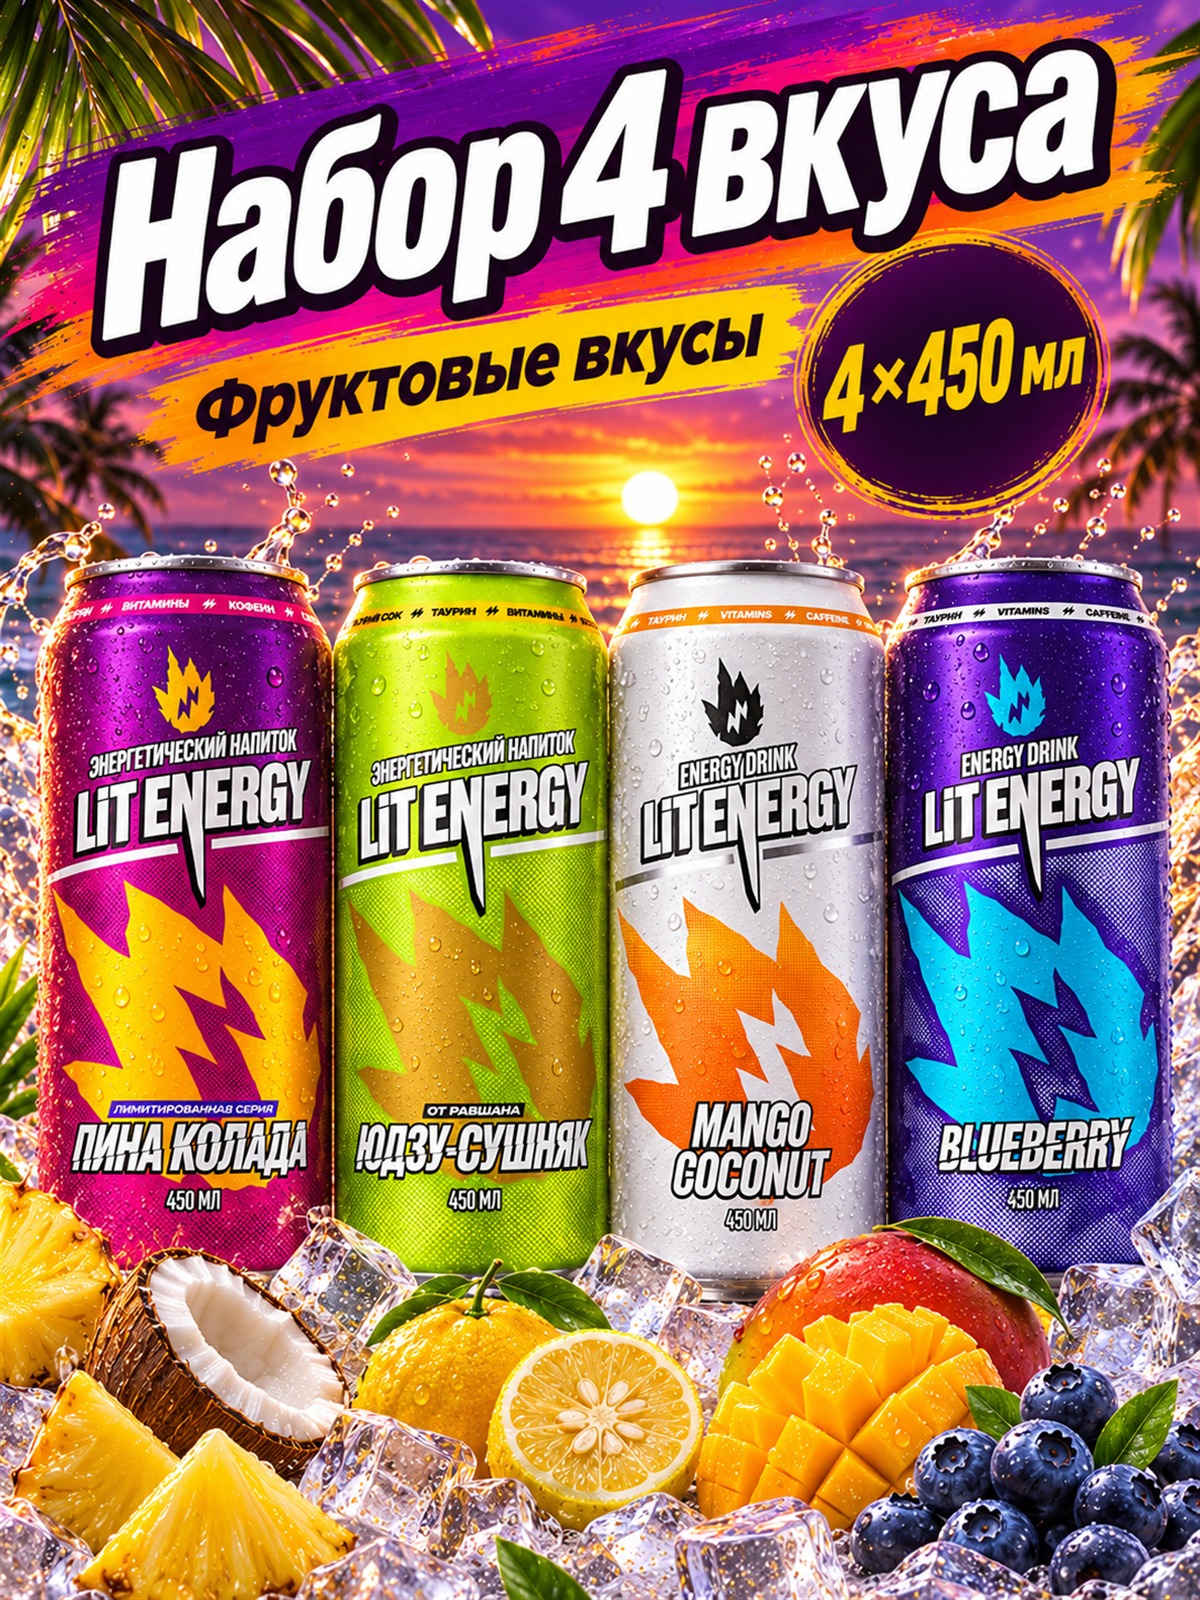 Набор 4 вкуса
Фруктовые вкусы
4×450 мл
ВИТАМИНЫ КОФЕИН
ЭНЕРГЕТИЧЕСКИЙ НАПИТОК
LIT ENERGY
ЛИМИТИРОВАННАЯ СЕРИЯ
ПИНА КОЛАДА
450 МЛ
СОК ТАУРИН ВИТАМИНЫ
ЭНЕРГЕТИЧЕСКИЙ НАПИТОК
LIT ENERGY
ОТ РАВШАНА
ЮДЗУ-СУШНЯК
450 МЛ
ТАУРИН VITAMINS CAFFEINE
ENERGY DRINK
LIT ENERGY
MANGO
COCONUT
450 МЛ
ТАУРИН VITAMINS CAFFEINE
ENERGY DRINK
LIT ENERGY
BLUEBERRY
450 МЛ